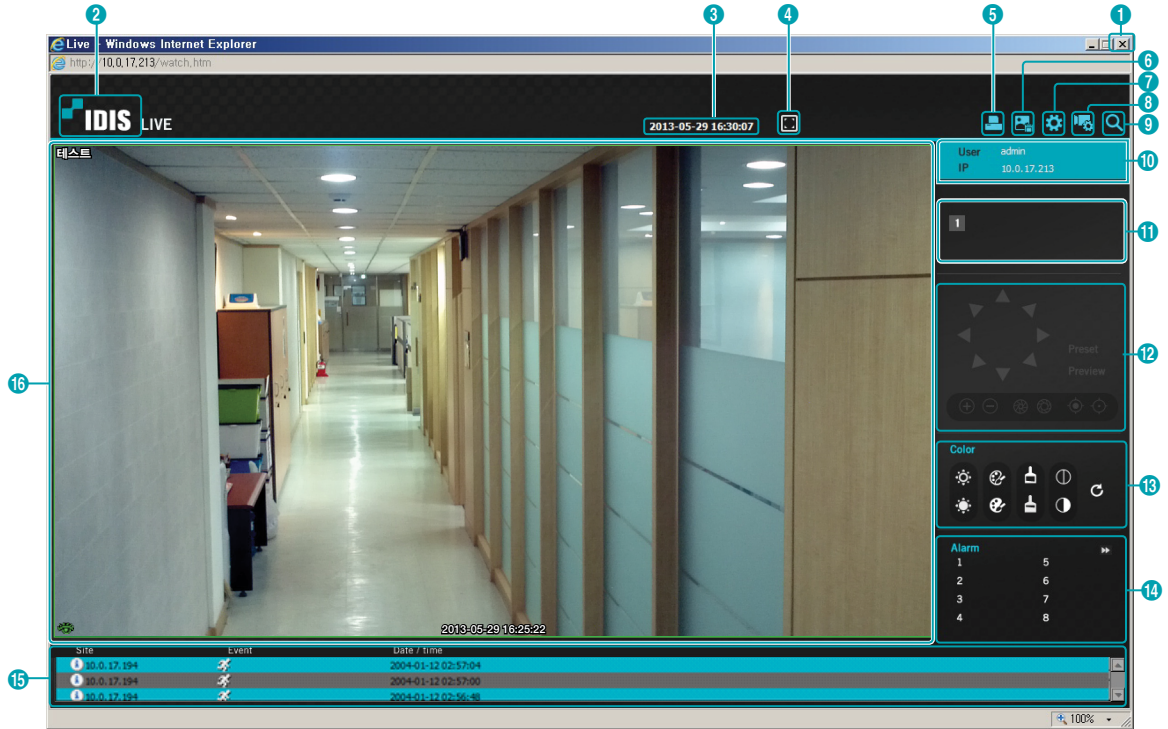 2 3 4 5 1
Live - Windows Internet Explorer
http://10.0.17.213/watch.htm
6
7
8
9
IDIS LIVE
2013-05-29 16:30:07
테스트
User admin
IP 10.0.17.213
10
1
11
Preset
Preview
12
16
Color
13
Alarm
1 5
2 6
3 7
4 8
14
2013-05-29 16:25:22
Site Event Date / time
10.0.17.194 2004-01-12 02:57:04
10.0.17.194 2004-01-12 02:57:00
10.0.17.194 2004-01-12 02:56:48
15
100%